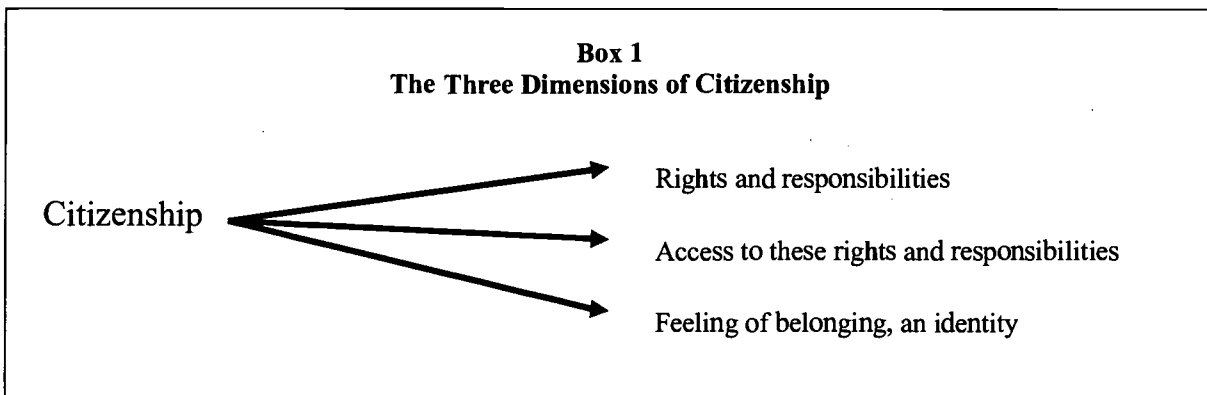 Box 1
The Three Dimensions of Citizenship
Rights and responsibilities
Citizenship
Access to these rights and responsibilities
Feeling of belonging, an identity